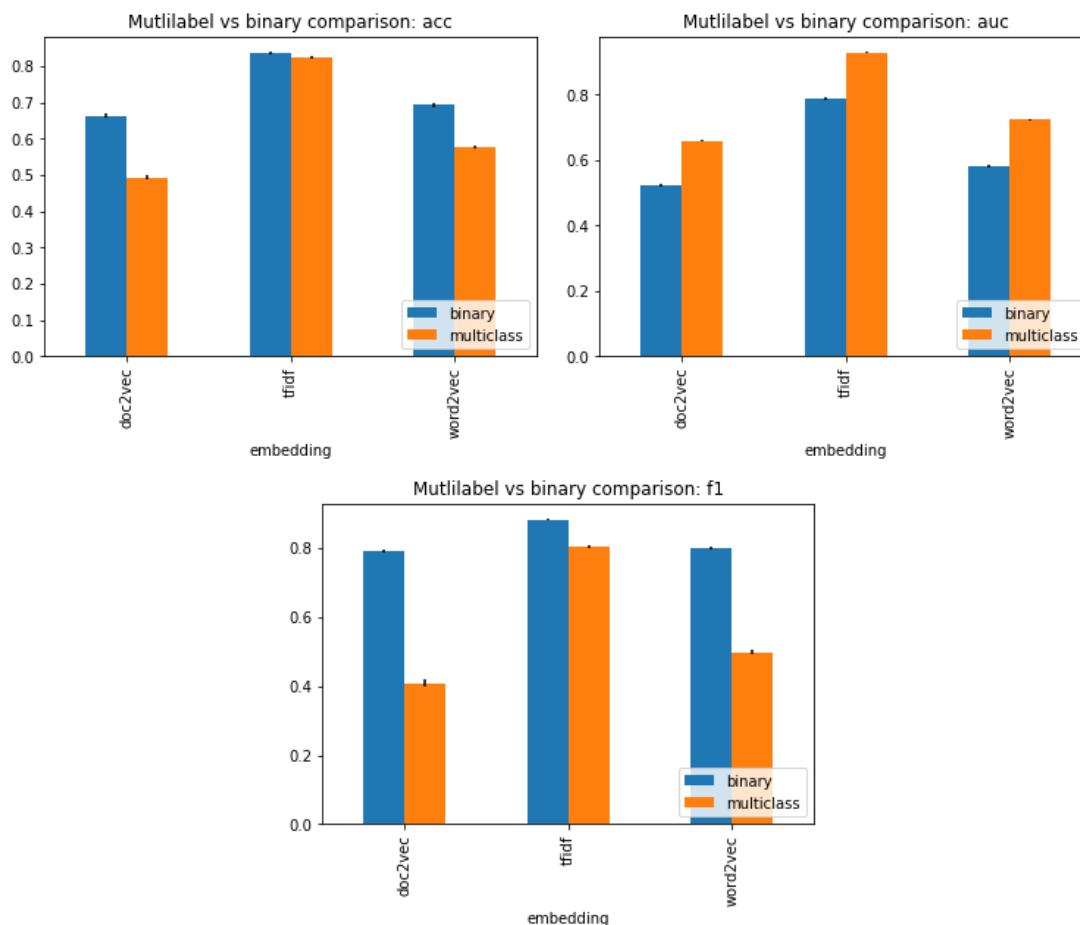 Mutlilabel vs binary comparison: acc
0.8
0.7
0.6
0.5
0.4
0.3
0.2
0.1
0.0
binary
multiclass
doc2vec
tfidf
word2vec
embedding
Mutlilabel vs binary comparison: auc
0.8
0.6
0.4
0.2
0.0
binary
multiclass
doc2vec
tfidf
word2vec
embedding
Mutlilabel vs binary comparison: f1
0.8
0.6
0.4
0.2
0.0
binary
multiclass
doc2vec
tfidf
word2vec
embedding